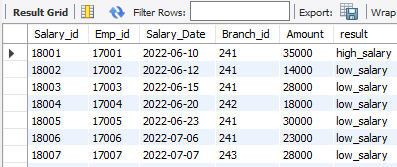 Result Grid Filter Rows: Export: Wrap
Salary_id Emp_id Salary_Date Branch_id Amount result
18001 17001 2022-06-10 241 35000 high_salary
18002 17002 2022-06-12 241 14000 low_salary
18003 17003 2022-06-15 241 28000 low_salary
18004 17004 2022-06-20 242 18000 low_salary
18005 17005 2022-06-23 241 30000 low_salary
18006 17006 2022-07-06 241 23000 low_salary
18007 17007 2022-07-07 243 28000 low_salary